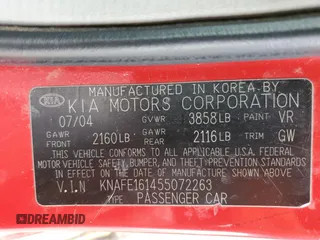 MANUFACTURED IN KOREA BY
KIA KIA MOTORS CORPORATION
07/04 GVWR 3858LB PAINT VR
GAWR FRONT 2160LB GAWR REAR 2116LB TRIM GW
THIS VEHICLE CONFORMS TO ALL APPLICABLE U.S.A. FEDERAL
MOTOR VEHICLE SAFETY, BUMPER, AND THEFT PREVENTION
STANDARDS IN EFFECT ON THE DATE OF MANUFACTURE
SHOWN ABOVE.
V.I.N KNAFE161455072263
TYPE: PASSENGER CAR
DREAMBID